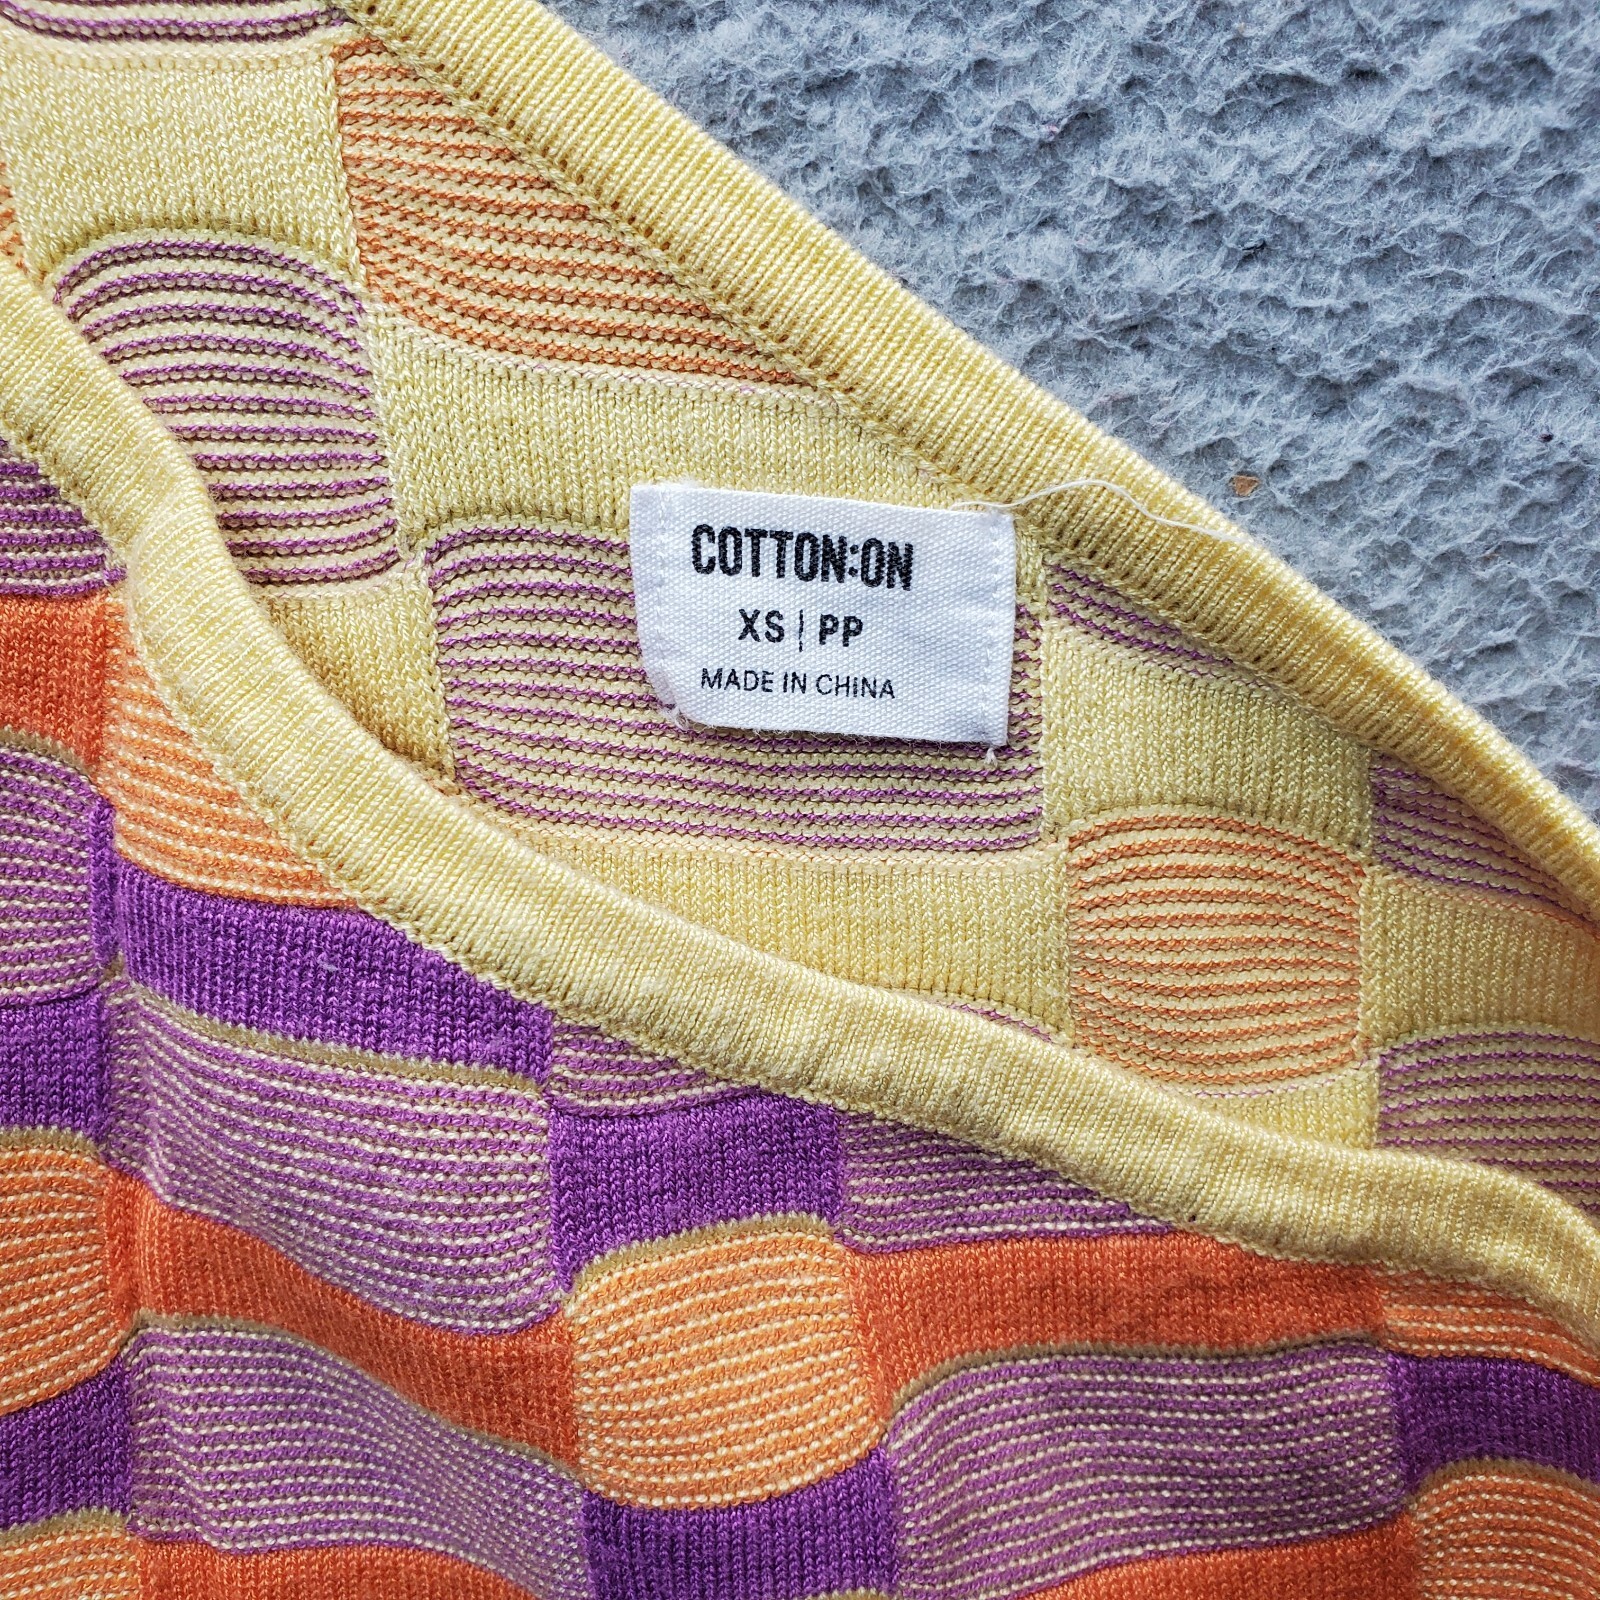 COTTON:ON
XS | PP
MADE IN CHINA